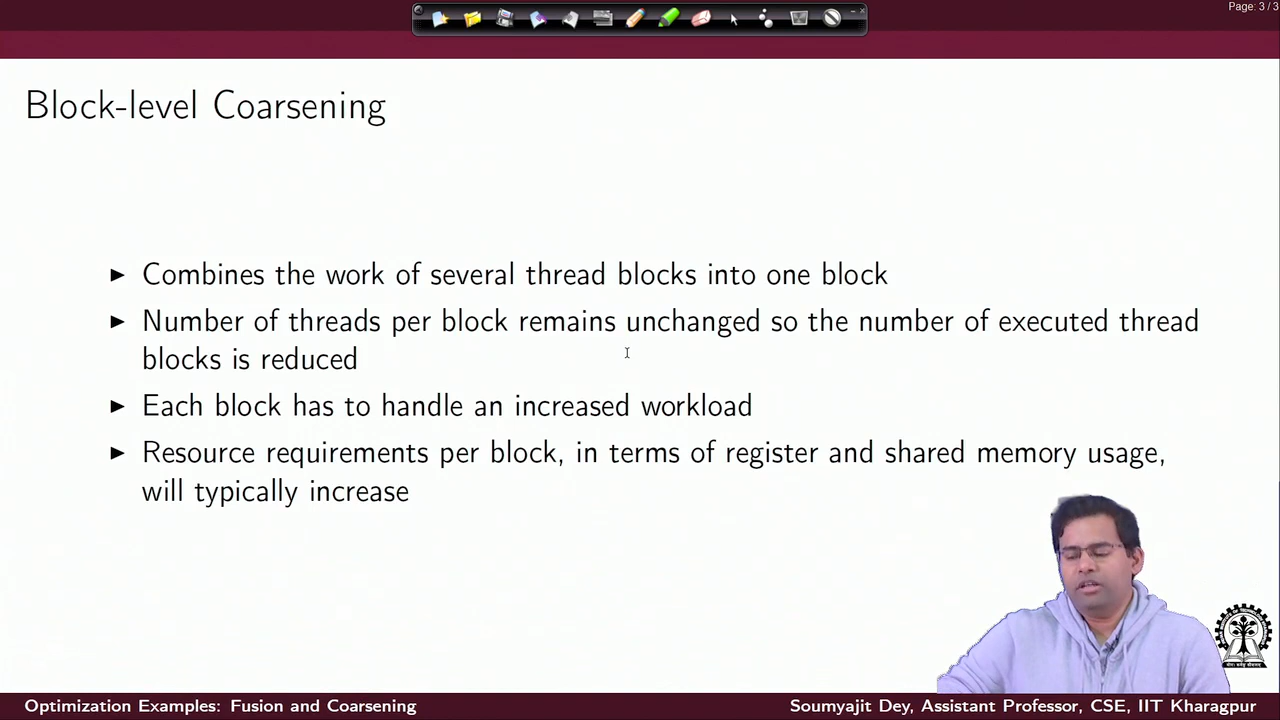 Page: 3 / 3
Block-level Coarsening
▶ Combines the work of several thread blocks into one block
▶ Number of threads per block remains unchanged so the number of executed thread
blocks is reduced
▶ Each block has to handle an increased workload
▶ Resource requirements per block, in terms of register and shared memory usage,
will typically increase
Optimization Examples: Fusion and Coarsening
Soumyajit Dey, Assistant Professor, CSE, IIT Kharagpur